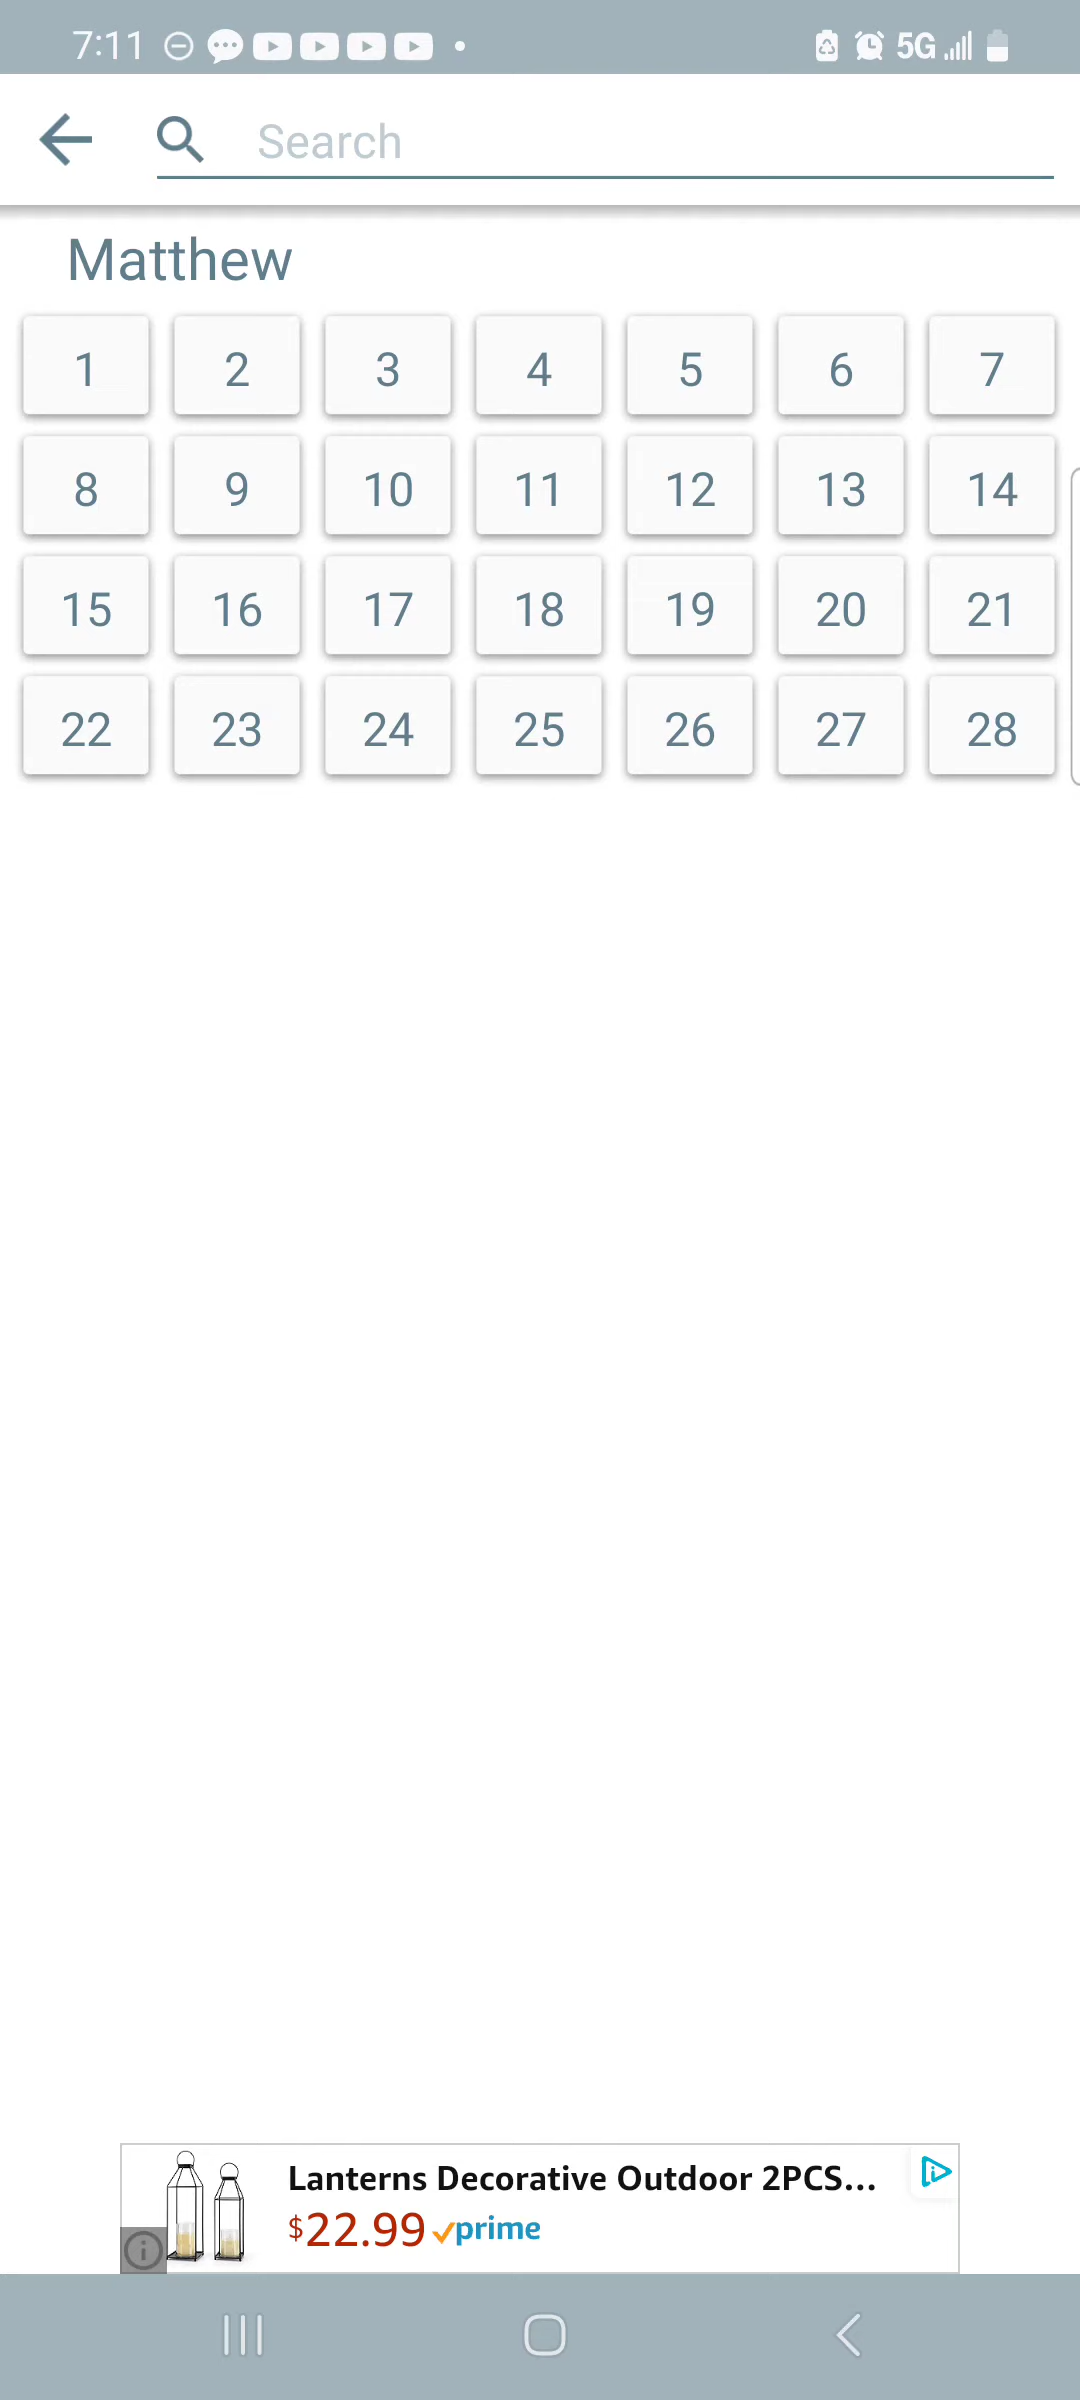 7:11 5G
Search
Matthew
1 2 3 4 5 6 7
8 9 10 11 12 13 14
15 16 17 18 19 20 21
22 23 24 25 26 27 28
Lanterns Decorative Outdoor 2PCS...
$22.99 prime